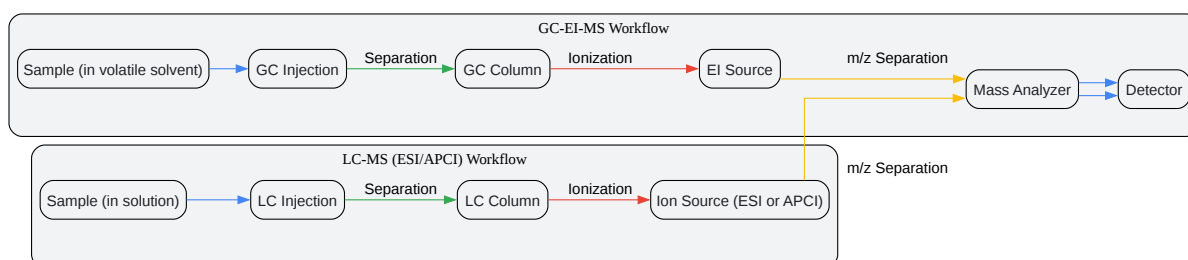 GC-EI-MS Workflow
Sample (in volatile solvent)
GC Injection
Separation
GC Column
Ionization
EI Source
m/z Separation
Mass Analyzer
Detector
LC-MS (ESI/APCI) Workflow
Sample (in solution)
LC Injection
Separation
LC Column
Ionization
Ion Source (ESI or APCI)
m/z Separation